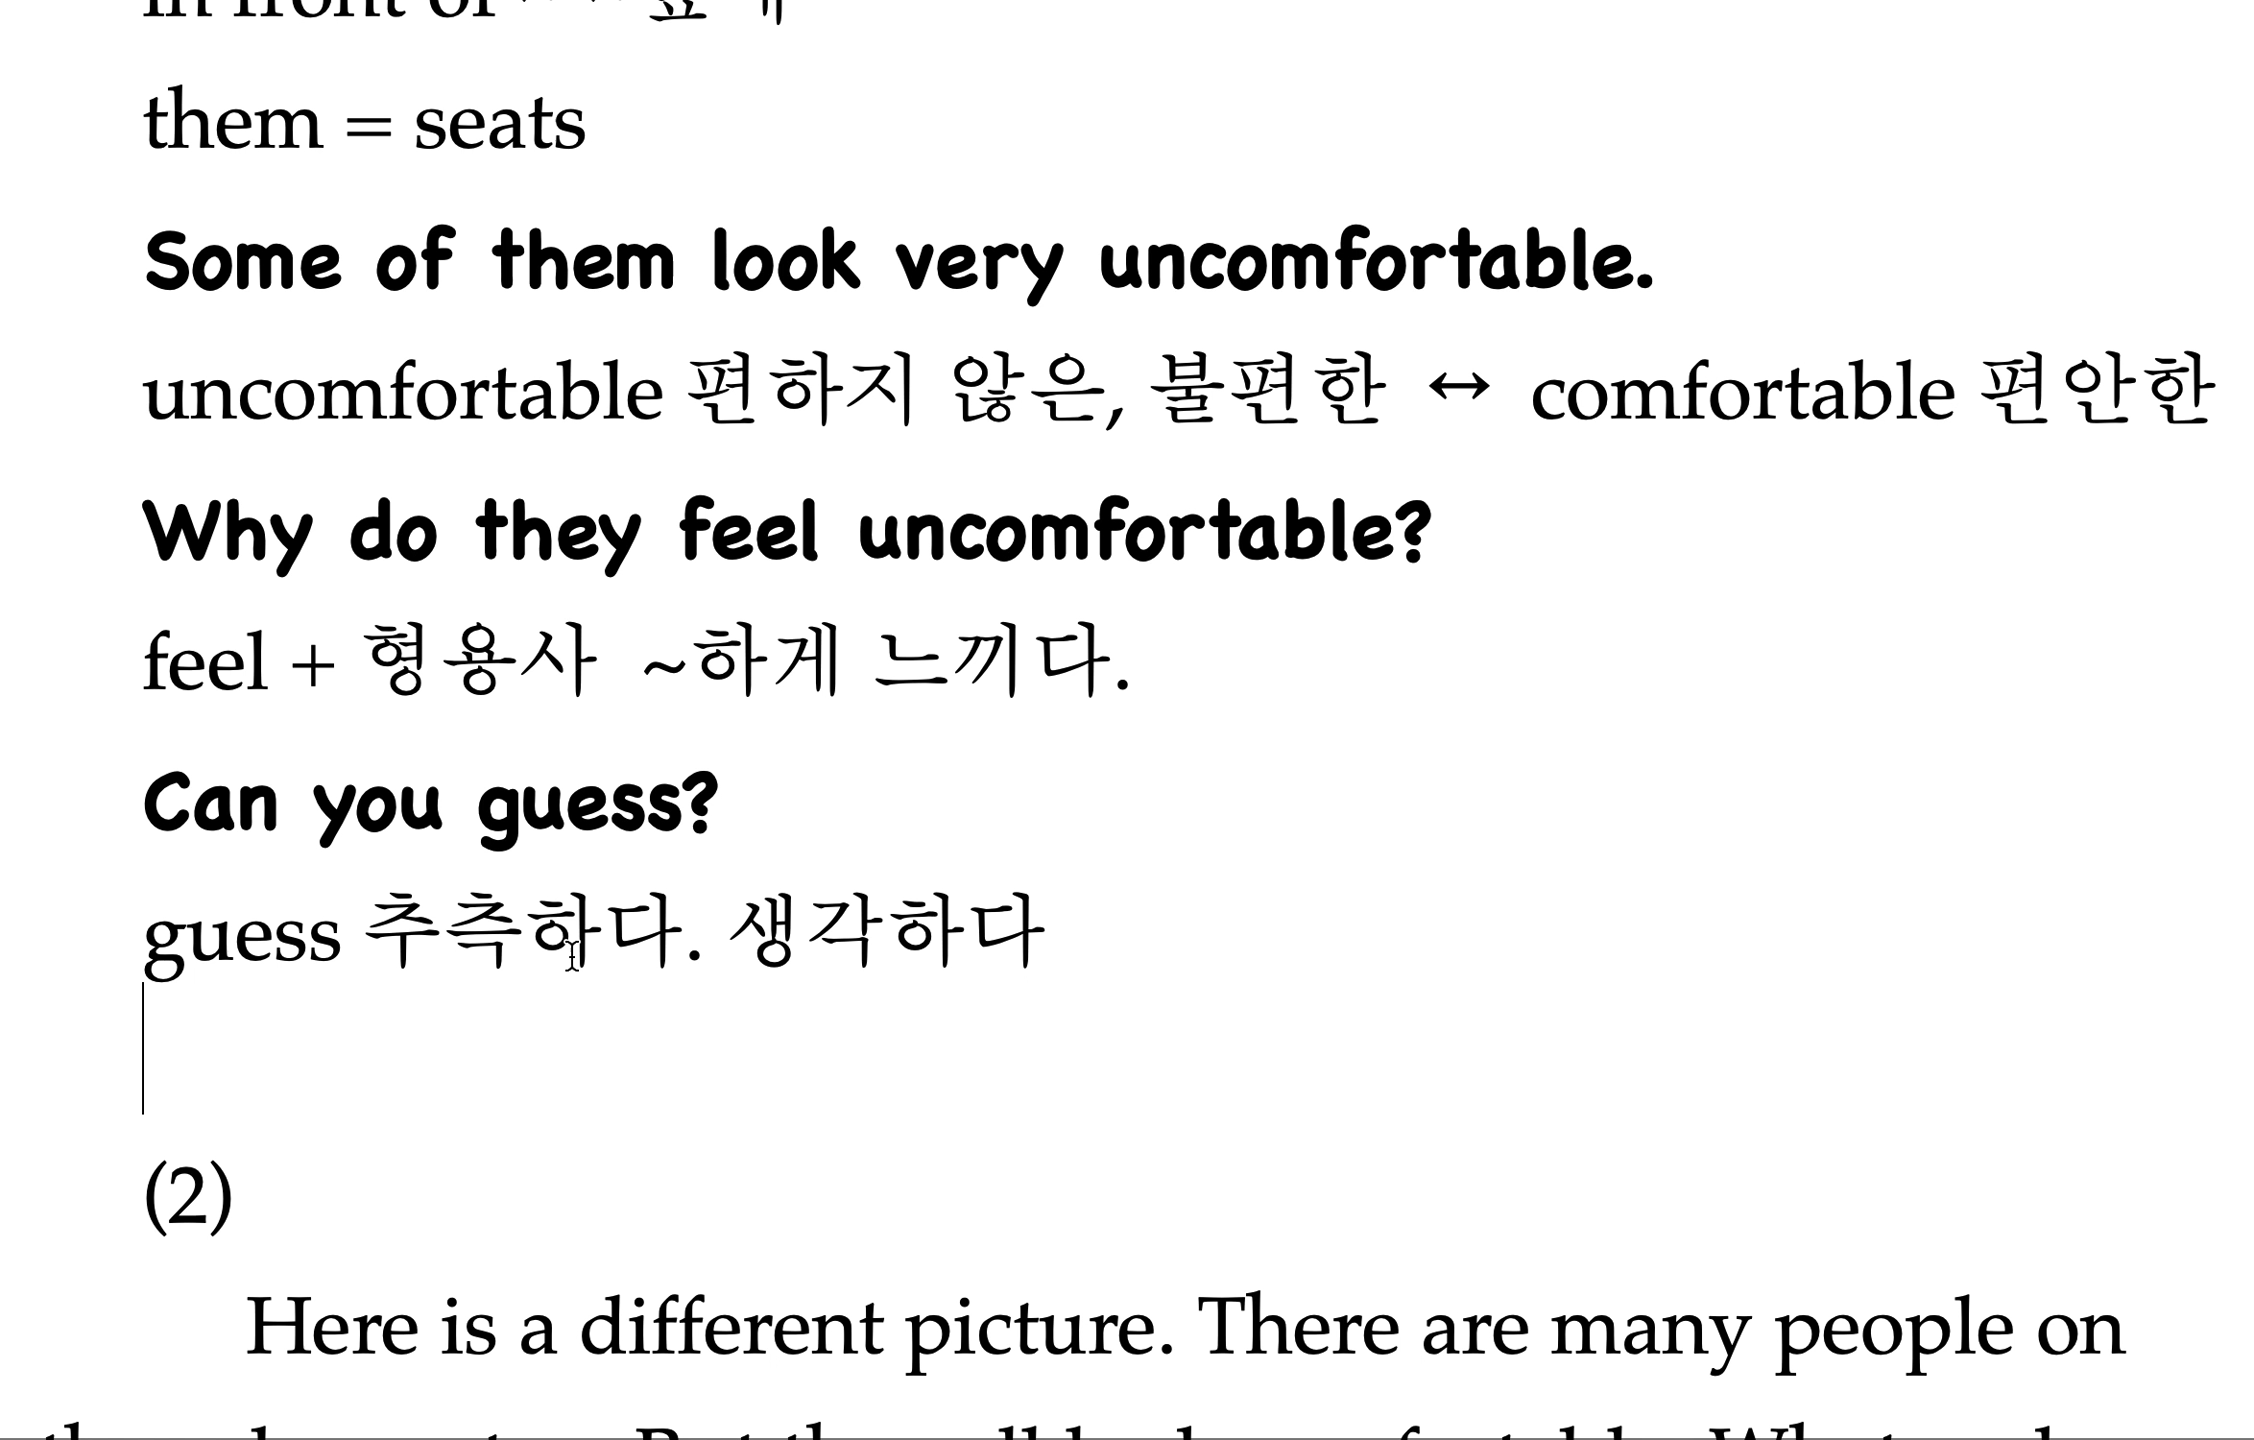 in front of
them = seats
Some of them look very uncomfortable.
uncomfortable 편하지 않은, 불편한 ↔ comfortable 편안한
Why do they feel uncomfortable?
feel + 형용사 ~하게 느끼다.
Can you guess?
guess 추측하다. 생각하다
(2)
Here is a different picture. There are many people on